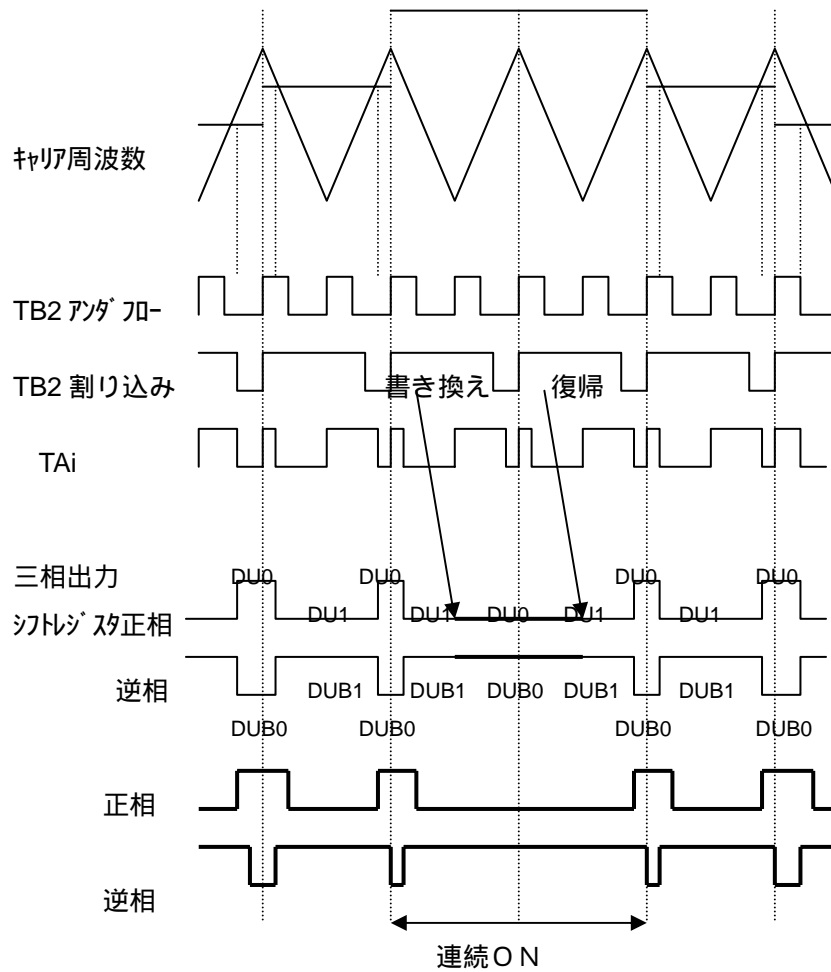 ｷｬﾘｱ周波数
TB2 ｱﾝﾀﾞﾌﾛｰ
TB2 割り込み
書き換え 復帰
TAi
三相出力
DU0 DU0 DU0 DU0
ｼﾌﾄﾚｼﾞｽﾀ正相
DU1 DU1 DU0 DU1 DU1
逆相
DUB1 DUB1 DUB0 DUB1 DUB1
DUB0 DUB0 DUB0 DUB0
正相
逆相
連続ＯＮ